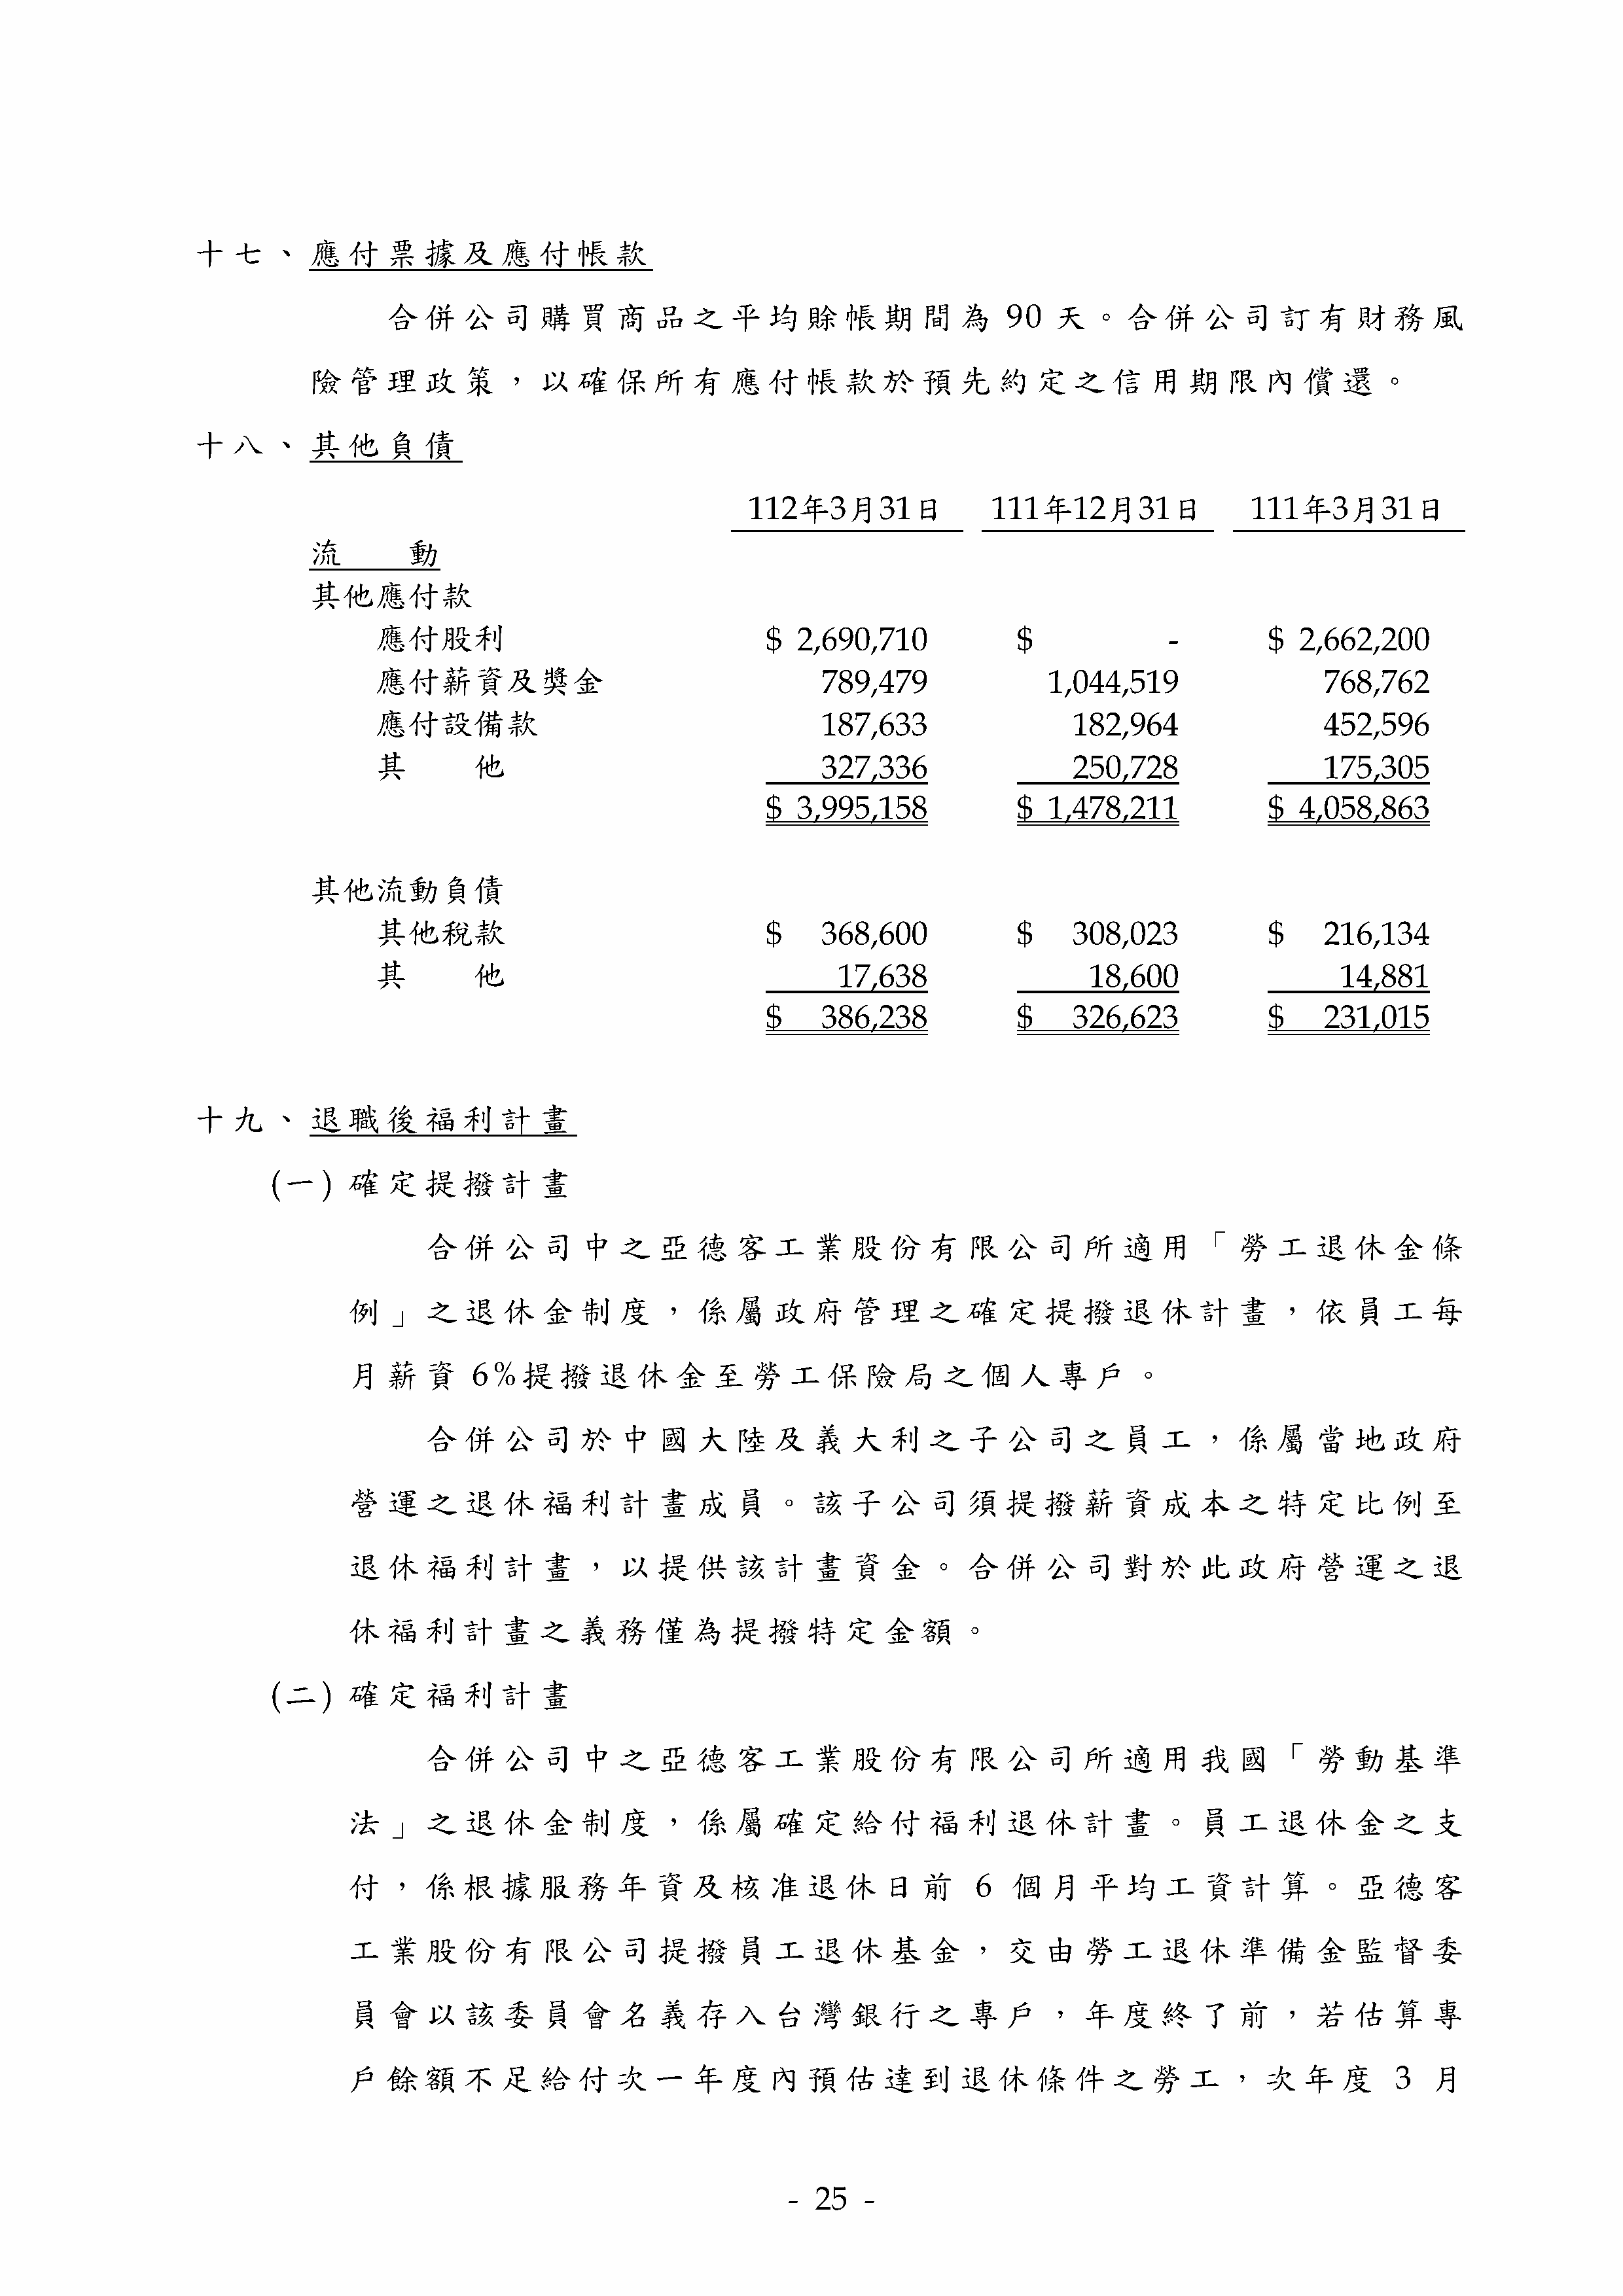 十七、應付票據及應付帳款
合併公司購買商品之平均賒帳期間為 90 天。合併公司訂有財務風
險管理政策，以確保所有應付帳款於預先約定之信用期限內償還。
十八、其他負債
112年3月31日 111年12月31日 111年3月31日
流 動
其他應付款
應付股利 $ 2,690,710 $ - $ 2,662,200
應付薪資及獎金 789,479 1,044,519 768,762
應付設備款 187,633 182,964 452,596
其 他 327,336 250,728 175,305
$ 3,995,158 $ 1,478,211 $ 4,058,863
其他流動負債
其他稅款 $ 368,600 $ 308,023 $ 216,134
其 他 17,638 18,600 14,881
$ 386,238 $ 326,623 $ 231,015
十九、退職後福利計畫
(一) 確定提撥計畫
合併公司中之亞德客工業股份有限公司所適用「勞工退休金條
例」之退休金制度，係屬政府管理之確定提撥退休計畫，依員工每
月薪資 6%提撥退休金至勞工保險局之個人專戶。
合併公司於中國大陸及義大利之子公司之員工，係屬當地政府
營運之退休福利計畫成員。該子公司須提撥薪資成本之特定比例至
退休福利計畫，以提供該計畫資金。合併公司對於此政府營運之退
休福利計畫之義務僅為提撥特定金額。
(二) 確定福利計畫
合併公司中之亞德客工業股份有限公司所適用我國「勞動基準
法」之退休金制度，係屬確定給付福利退休計畫。員工退休金之支
付，係根據服務年資及核准退休日前 6 個月平均工資計算。亞德客
工業股份有限公司提撥員工退休基金，交由勞工退休準備金監督委
員會以該委員會名義存入台灣銀行之專戶，年度終了前，若估算專
戶餘額不足給付次一年度內預估達到退休條件之勞工，次年度 3 月
- 25 -